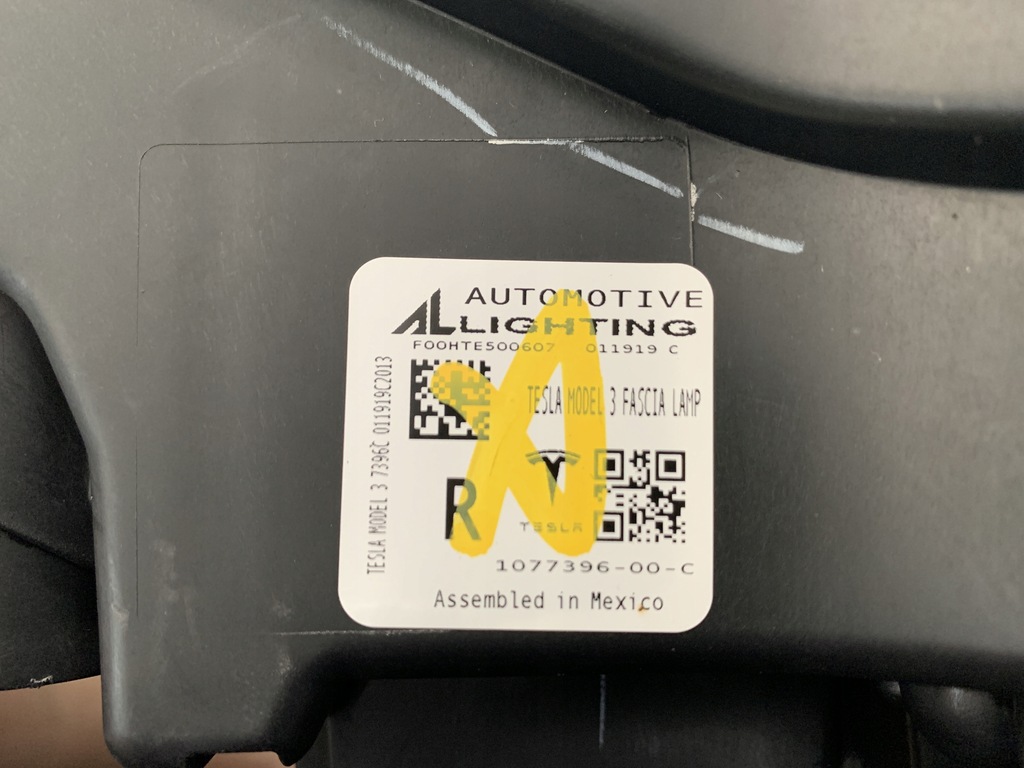 AL AUTOMOTIVE
LIGHTING
F00HTE500607 011919 C
TESLA MODEL 3 FASCIA LAMP
TESLA MODEL 3 7396C 011919C2013
R
TESLA
1077396-00-C
Assembled in Mexico